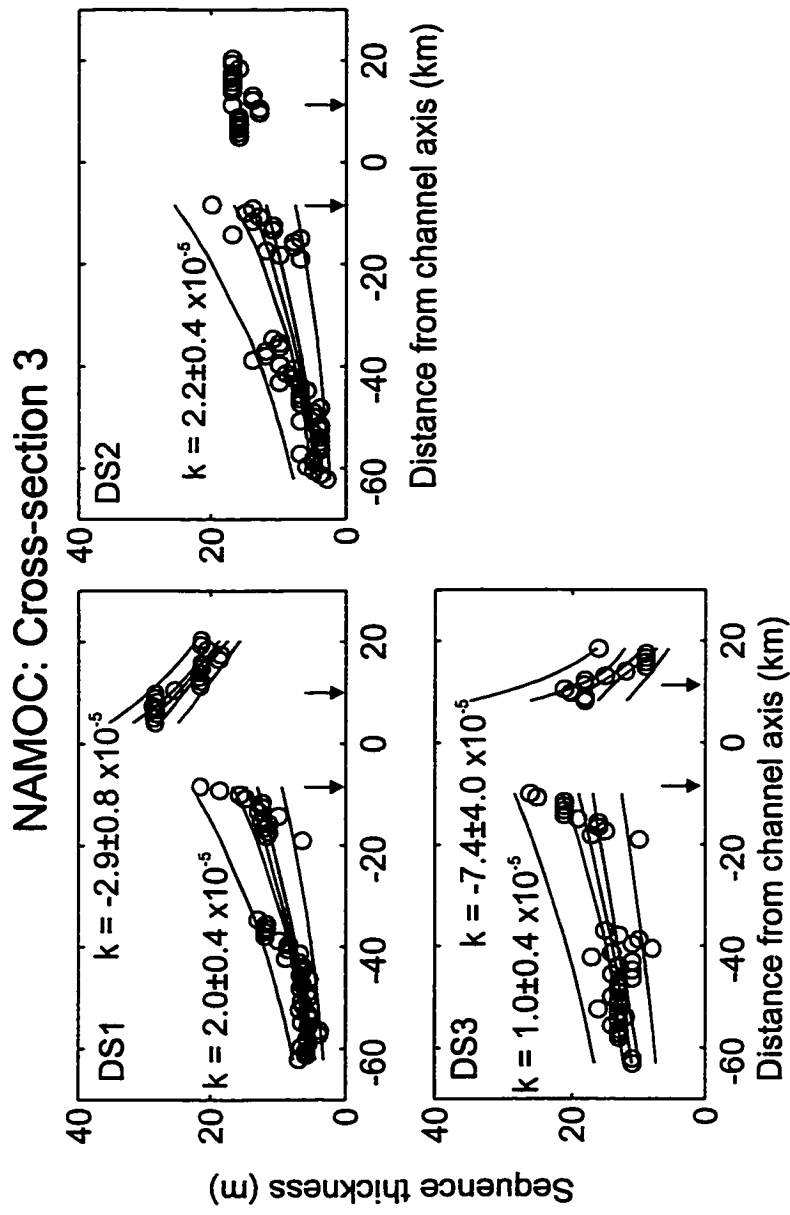 NAMOC: Cross-section 3
DS1
k = -2.9±0.8 x10-5
k = 2.0±0.4 x10-5
40
20
0
-60
-40
-20
0
20
DS2
k = 2.2±0.4 x10-5
40
20
0
-60
-40
-20
0
20
Distance from channel axis (km)
DS3
k = -7.4±4.0 x10-5
k = 1.0±0.4 x10-5
40
20
0
-60
-40
-20
0
20
Distance from channel axis (km)
Sequence thickness (m)